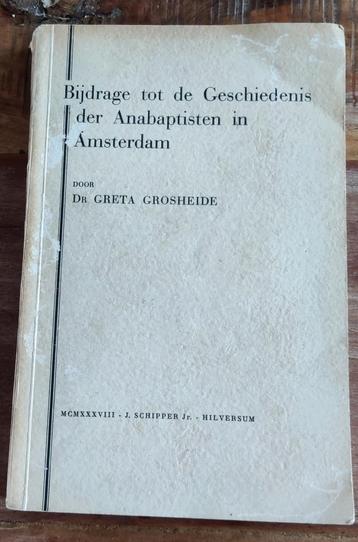 Bijdrage tot de Geschiedenis
der Anabaptisten in
Amsterdam
DOOR
DR GRETA GROSHEIDE
MCMXXXVIII - J. SCHIPPER Jr. - HILVERSUM